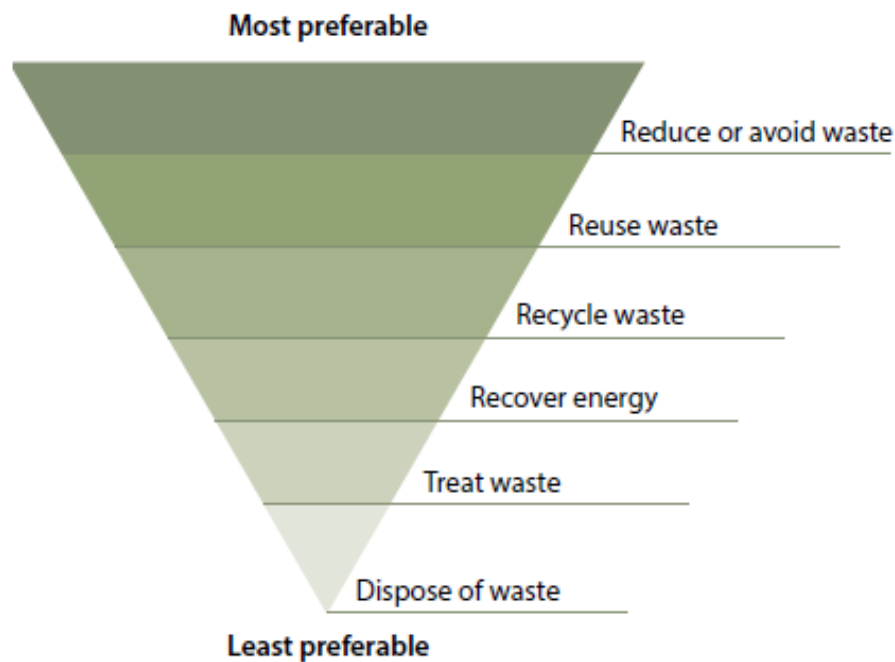 Most preferable
Reduce or avoid waste
Reuse waste
Recycle waste
Recover energy
Treat waste
Dispose of waste
Least preferable